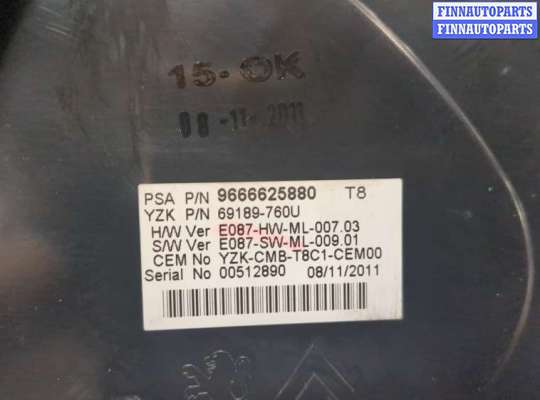 FINNAUTOPARTS
FINNAUTOPARTS
15-OK
08-11-2011
PSA P/N 9666625880 T8
YZK P/N 69189-760U
H/W Ver E087-HW-ML-007.03
S/W Ver E087-SW-ML-009.01
CEM No YZK-CMB-T8C1-CEM00
Serial No 00512890 08/11/2011